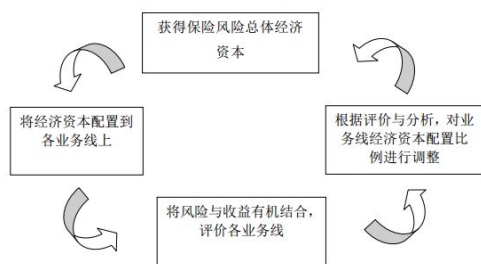 获得保险风险总体经济
资本
将经济资本配置到
各业务线上
根据评价与分析，对业
务线经济资本配置比
例进行调整
将风险与收益有机结合，
评价各业务线